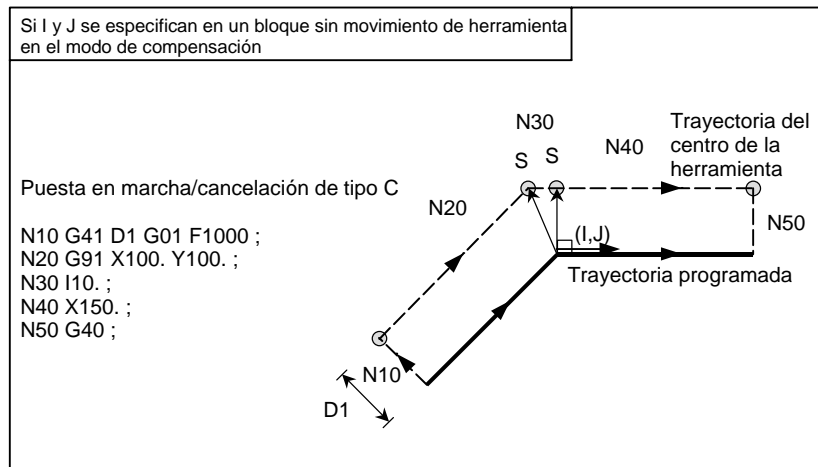 Si I y J se especifican en un bloque sin movimiento de herramienta
en el modo de compensación
Puesta en marcha/cancelación de tipo C
N10 G41 D1 G01 F1000 ;
N20 G91 X100. Y100. ;
N30 I10. ;
N40 X150. ;
N50 G40 ;
N30
S
S
N40
Trayectoria del
centro de la
herramienta
N20
N50
(I,J)
Trayectoria programada
N10
D1